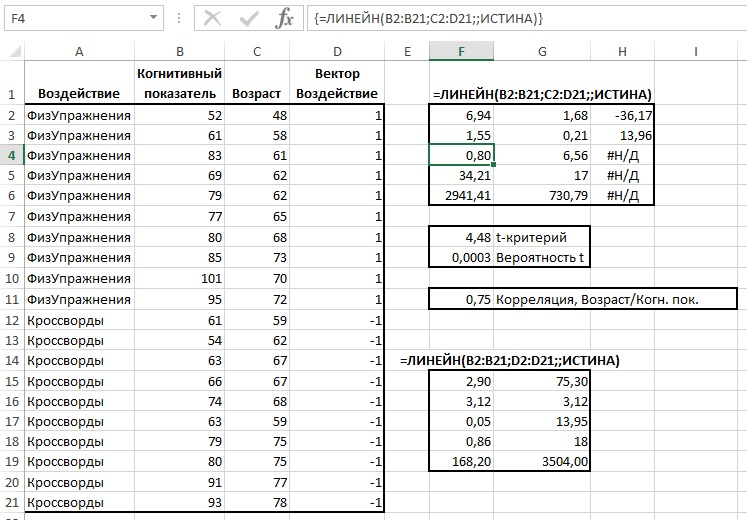 F4 {=ЛИНЕЙН(B2:B21;C2:D21;;ИСТИНА)}
A B C D E F G H I
1 Воздействие Когнитивный показатель Возраст Вектор Воздействие =ЛИНЕЙН(B2:B21;C2:D21;;ИСТИНА)
2 ФизУпражнения 52 48 1 6,94 1,68 -36,17
3 ФизУпражнения 61 58 1 1,55 0,21 13,96
4 ФизУпражнения 83 61 1 0,80 6,56 #Н/Д
5 ФизУпражнения 69 62 1 34,21 17 #Н/Д
6 ФизУпражнения 79 62 1 2941,41 730,79 #Н/Д
7 ФизУпражнения 77 65 1
8 ФизУпражнения 80 68 1 4,48 t-критерий
9 ФизУпражнения 85 73 1 0,0003 Вероятность t
10 ФизУпражнения 101 70 1
11 ФизУпражнения 95 72 1 0,75 Корреляция, Возраст/Когн. пок.
12 Кроссворды 61 59 -1
13 Кроссворды 54 62 -1
14 Кроссворды 63 67 -1 =ЛИНЕЙН(B2:B21;D2:D21;;ИСТИНА)
15 Кроссворды 66 67 -1 2,90 75,30
16 Кроссворды 74 68 -1 3,12 3,12
17 Кроссворды 63 59 -1 0,05 13,95
18 Кроссворды 79 75 -1 0,86 18
19 Кроссворды 80 75 -1 168,20 3504,00
20 Кроссворды 91 77 -1
21 Кроссворды 93 78 -1